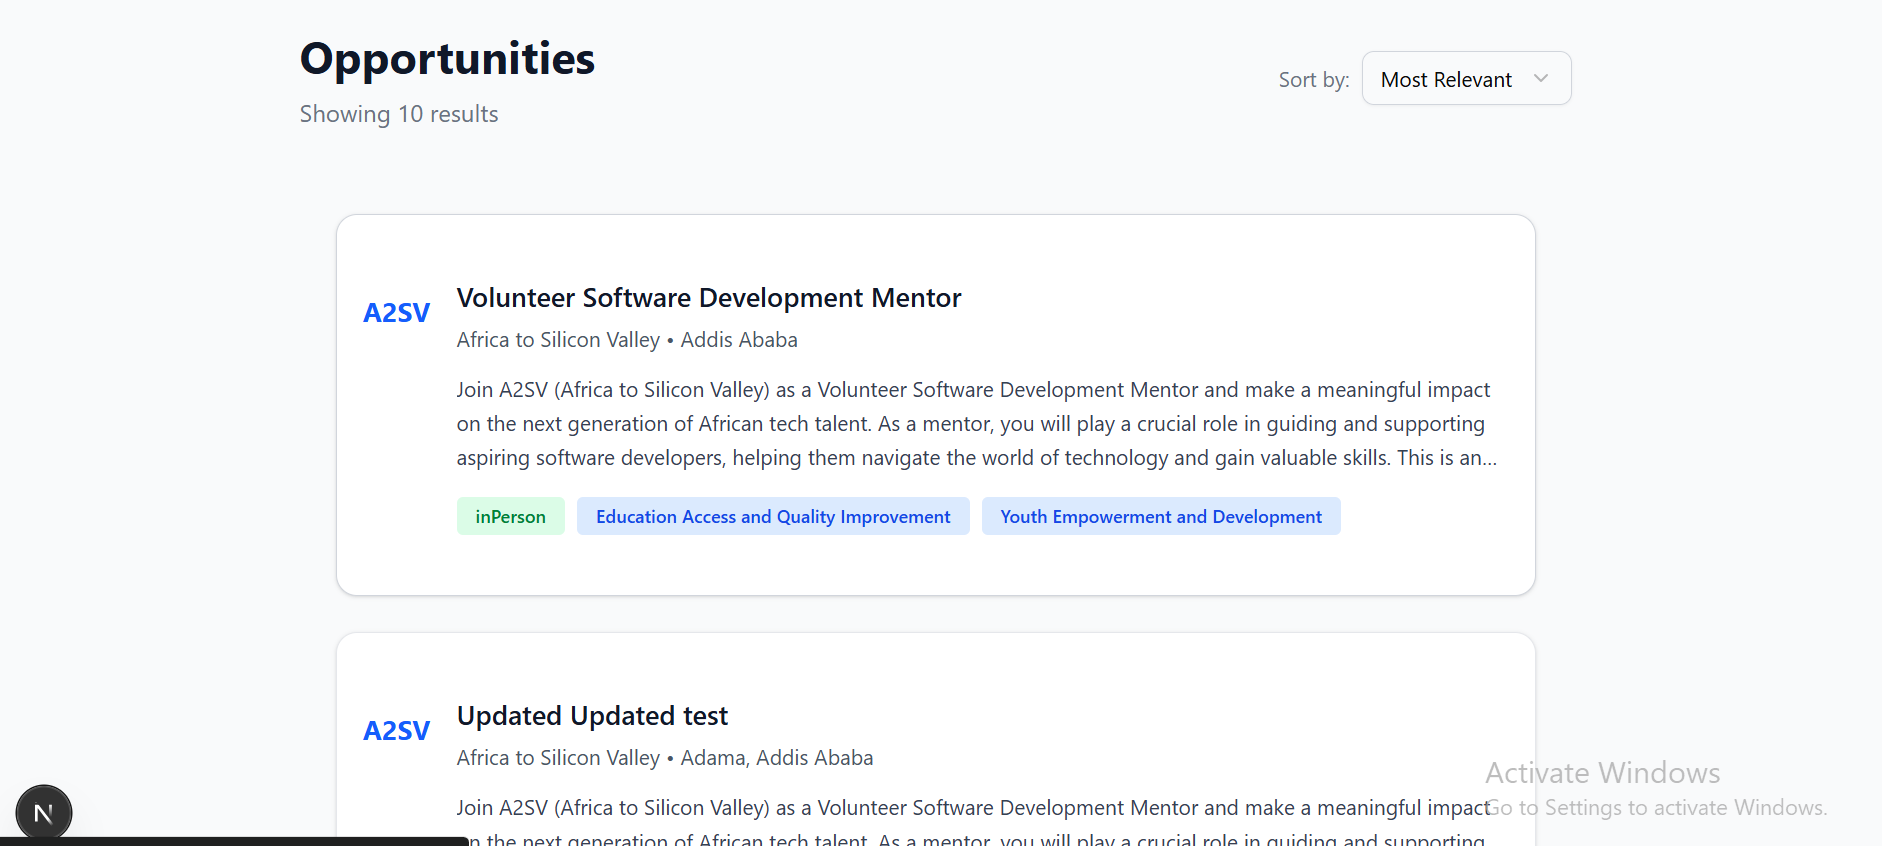 Opportunities
Showing 10 results
Sort by: Most Relevant
A2SV
Volunteer Software Development Mentor
Africa to Silicon Valley • Addis Ababa
Join A2SV (Africa to Silicon Valley) as a Volunteer Software Development Mentor and make a meaningful impact
on the next generation of African tech talent. As a mentor, you will play a crucial role in guiding and supporting
aspiring software developers, helping them navigate the world of technology and gain valuable skills. This is an...
inPerson Education Access and Quality Improvement Youth Empowerment and Development
A2SV
Updated Updated test
Africa to Silicon Valley • Adama, Addis Ababa
Join A2SV (Africa to Silicon Valley) as a Volunteer Software Development Mentor and make a meaningful impact
on the next generation of African tech talent. As a mentor, you will play a crucial role in guiding and supporting
Activate Windows
Go to Settings to activate Windows.
N